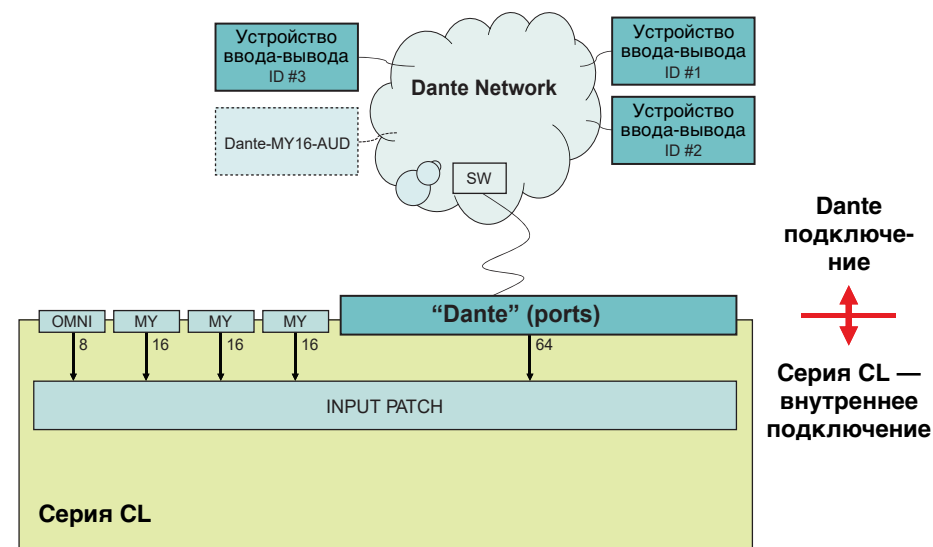 Устройство
ввода-вывода
ID #3
Устройство
ввода-вывода
ID #1
Dante Network
Устройство
ввода-вывода
ID #2
Dante-MY16-AUD
SW
Dante
подключе-
ние
“Dante” (ports)
OMNI
MY
MY
MY
8
16
16
16
64
INPUT PATCH
Серия CL —
внутреннее
подключение
Серия CL